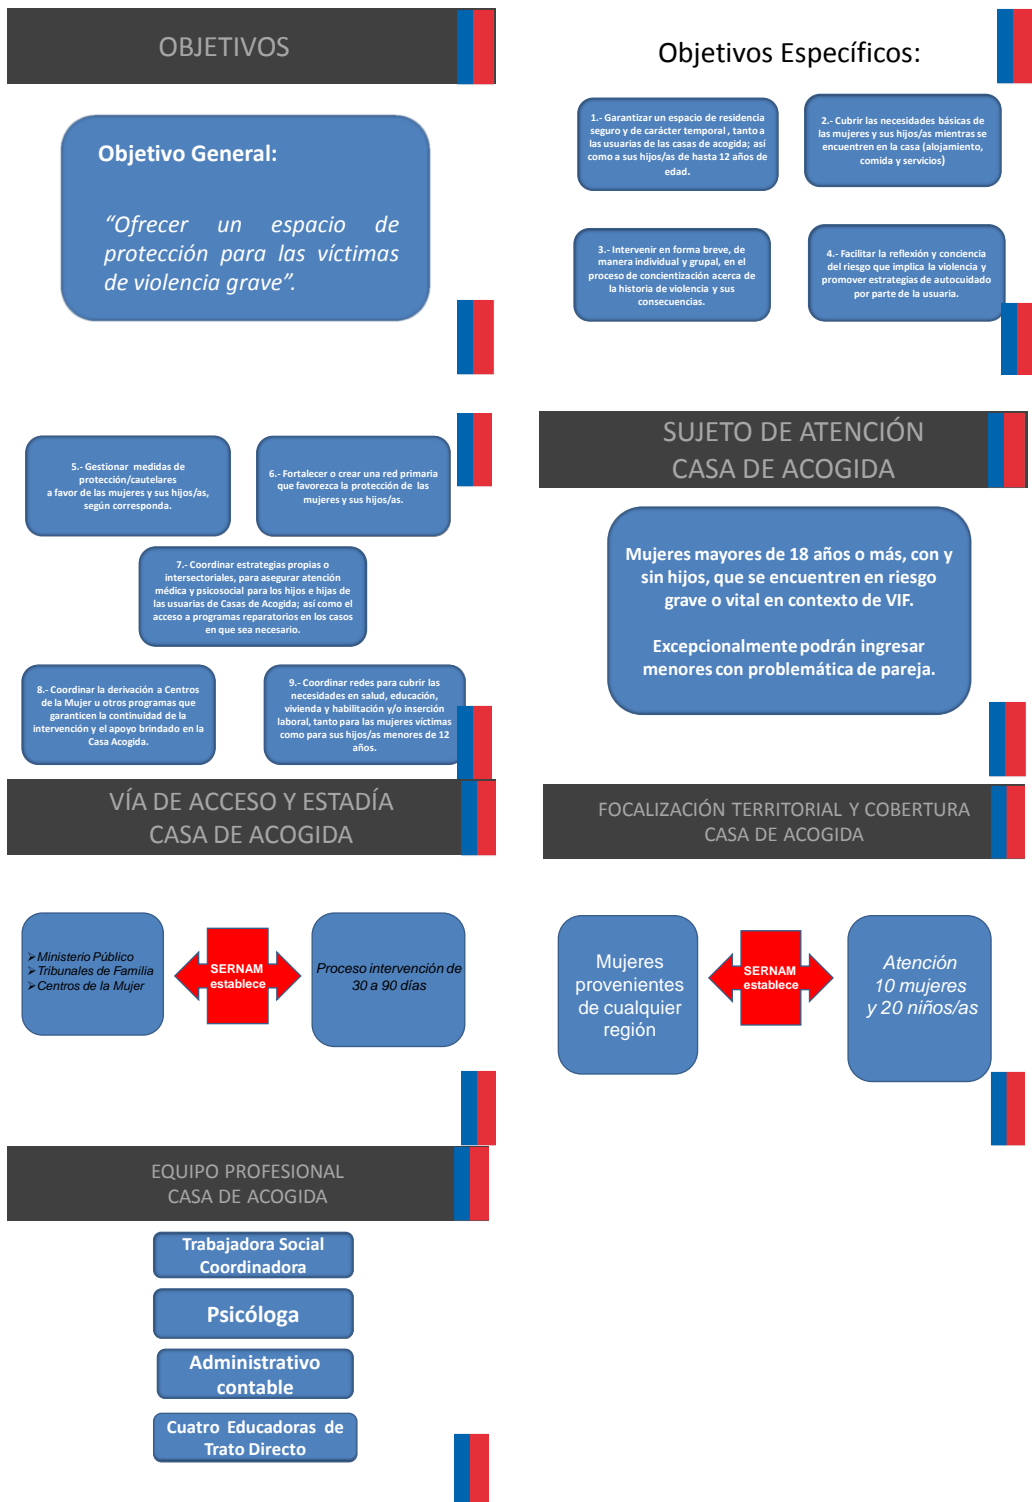 OBJETIVOS
Objetivo General:
“Ofrecer un espacio de
protección para las víctimas
de violencia grave”.
Objetivos Específicos:
1.- Garantizar un espacio de residencia
seguro y de carácter temporal , tanto a
las usuarias de las casas de acogida; así
como a sus hijos/as de hasta 12 años de
edad.
2.- Cubrir las necesidades básicas de
las mujeres y sus hijos/as mientras se
encuentren en la casa (alojamiento,
comida y servicios)
3.- Intervenir en forma breve, de
manera individual y grupal, en el
proceso de concientización acerca de
la historia de violencia y sus
consecuencias.
4.- Facilitar la reflexión y conciencia
del riesgo que implica la violencia y
promover estrategias de autocuidado
por parte de la usuaria.
5.- Gestionar medidas de
protección/cautelares
a favor de las mujeres y sus hijos/as,
según corresponda.
6.- Fortalecer o crear una red primaria
que favorezca la protección de las
mujeres y sus hijos/as.
7.- Coordinar estrategias propias o
intersectoriales, para asegurar atención
médica y psicosocial para los hijos e hijas de
las usuarias de Casas de Acogida; así como el
acceso a programas reparatorios en los casos
en que sea necesario.
8.- Coordinar la derivación a Centros
de la Mujer u otros programas que
garanticen la continuidad de la
intervención y el apoyo brindado en la
Casa Acogida.
9.- Coordinar redes para cubrir las
necesidades en salud, educación,
vivienda y habilitación y/o inserción
laboral, tanto para las mujeres víctimas
como para sus hijos/as menores de 12
años.
SUJETO DE ATENCIÓN
CASA DE ACOGIDA
Mujeres mayores de 18 años o más, con y
sin hijos, que se encuentren en riesgo
grave o vital en contexto de VIF.
Excepcionalmente podrán ingresar
menores con problemática de pareja.
VÍA DE ACCESO Y ESTADÍA
CASA DE ACOGIDA
➢Ministerio Público
➢Tribunales de Familia
➢Centros de la Mujer
SERNAM
establece
Proceso intervención de
30 a 90 días
FOCALIZACIÓN TERRITORIAL Y COBERTURA
CASA DE ACOGIDA
Mujeres
provenientes
de cualquier
región
SERNAM
establece
Atención
10 mujeres
y 20 niños/as
EQUIPO PROFESIONAL
CASA DE ACOGIDA
Trabajadora Social
Coordinadora
Psicóloga
Administrativo
contable
Cuatro Educadoras de
Trato Directo